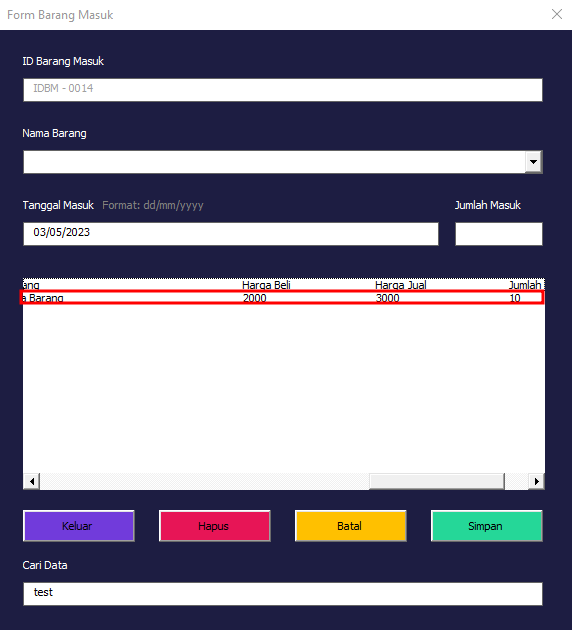 Form Barang Masuk
ID Barang Masuk
IDBM - 0014
Nama Barang
Tanggal Masuk Format: dd/mm/yyyy Jumlah Masuk
03/05/2023
ang Harga Beli Harga Jual Jumlah
a Barang 2000 3000 10
Keluar Hapus Batal Simpan
Cari Data
test